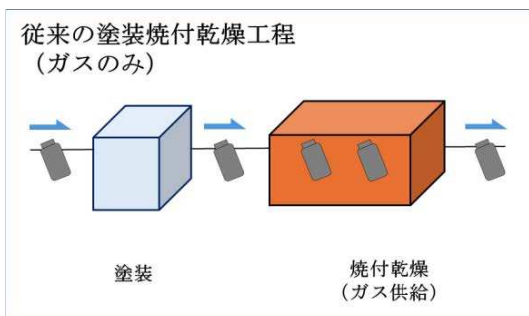 従来の塗装焼付乾燥工程
（ガスのみ）
塗装
焼付乾燥
（ガス供給）